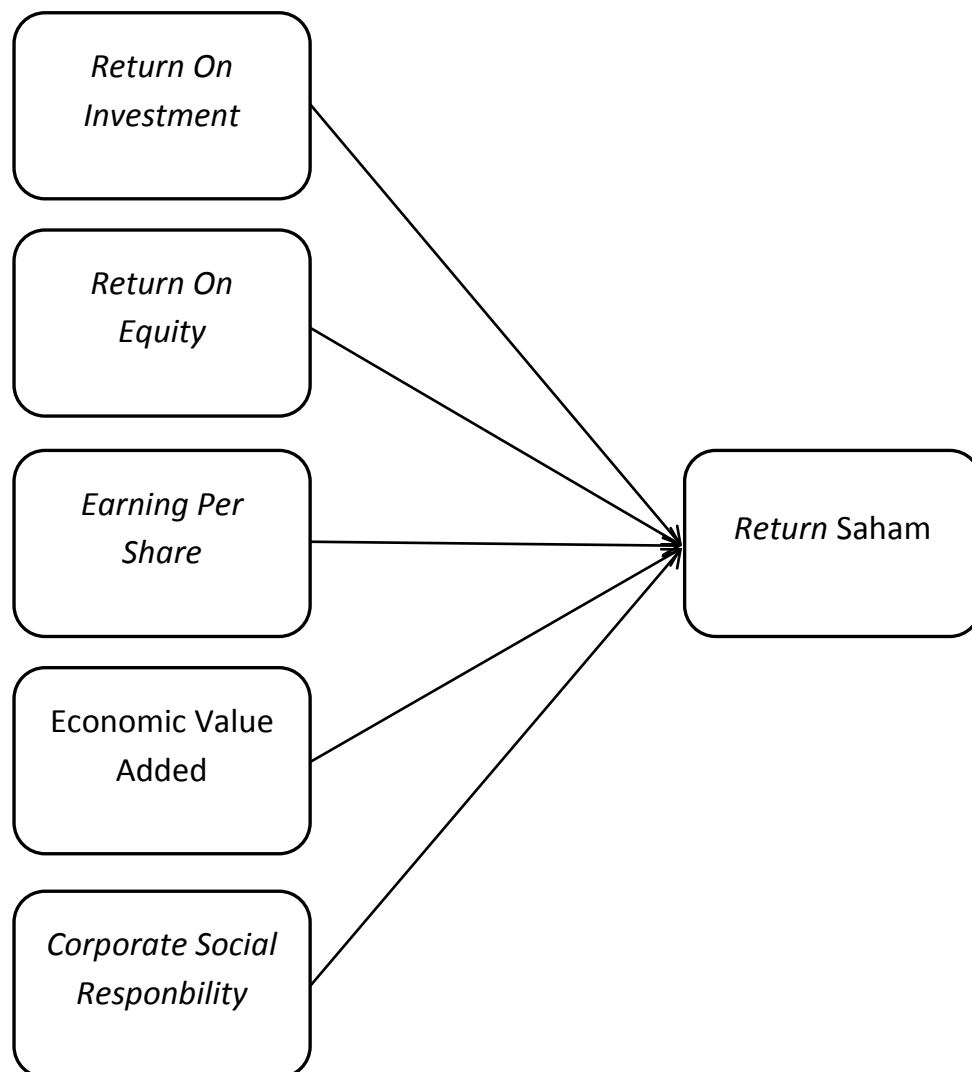 Return On
Investment
Return On
Equity
Earning Per
Share
Return Saham
Economic Value
Added
Corporate Social
Responbility